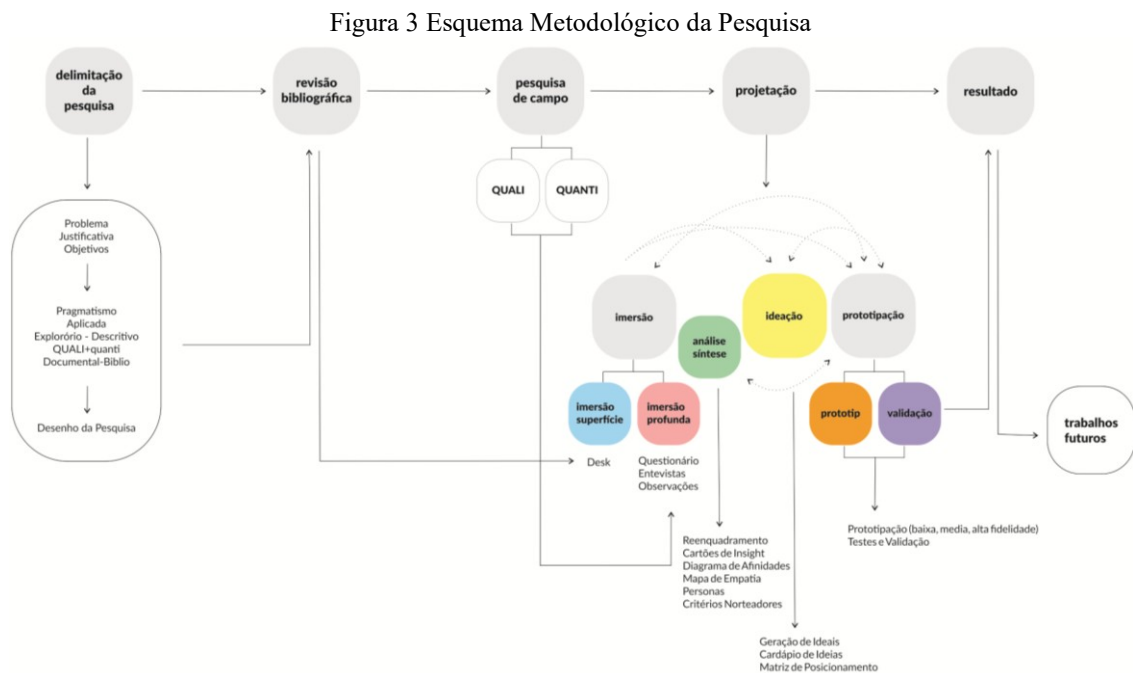 Figura 3 Esquema Metodológico da Pesquisa
delimitação
da
pesquisa
revisão
bibliográfica
pesquisa
de campo
projetação
resultado
QUALI
QUANTI
Problema
Justificativa
Objetivos
Pragmatismo
Aplicada
Explorório - Descritivo
QUALI+quanti
Documental-Bíblio
Desenho da Pesquisa
imersão
análise
síntese
ideação
prototipação
imersão
superfície
imersão
profunda
prototip
validação
trabalhos
futuros
Desk
Questionário
Entevistas
Observações
Prototipação (baixa, media, alta fidelidade)
Testes e Validação
Reenquadramento
Cartões de Insight
Diagrama de Afinidades
Mapa de Empatia
Personas
Critérios Norteadores
Geração de Ideais
Cardápio de Ideias
Matriz de Posicionamento